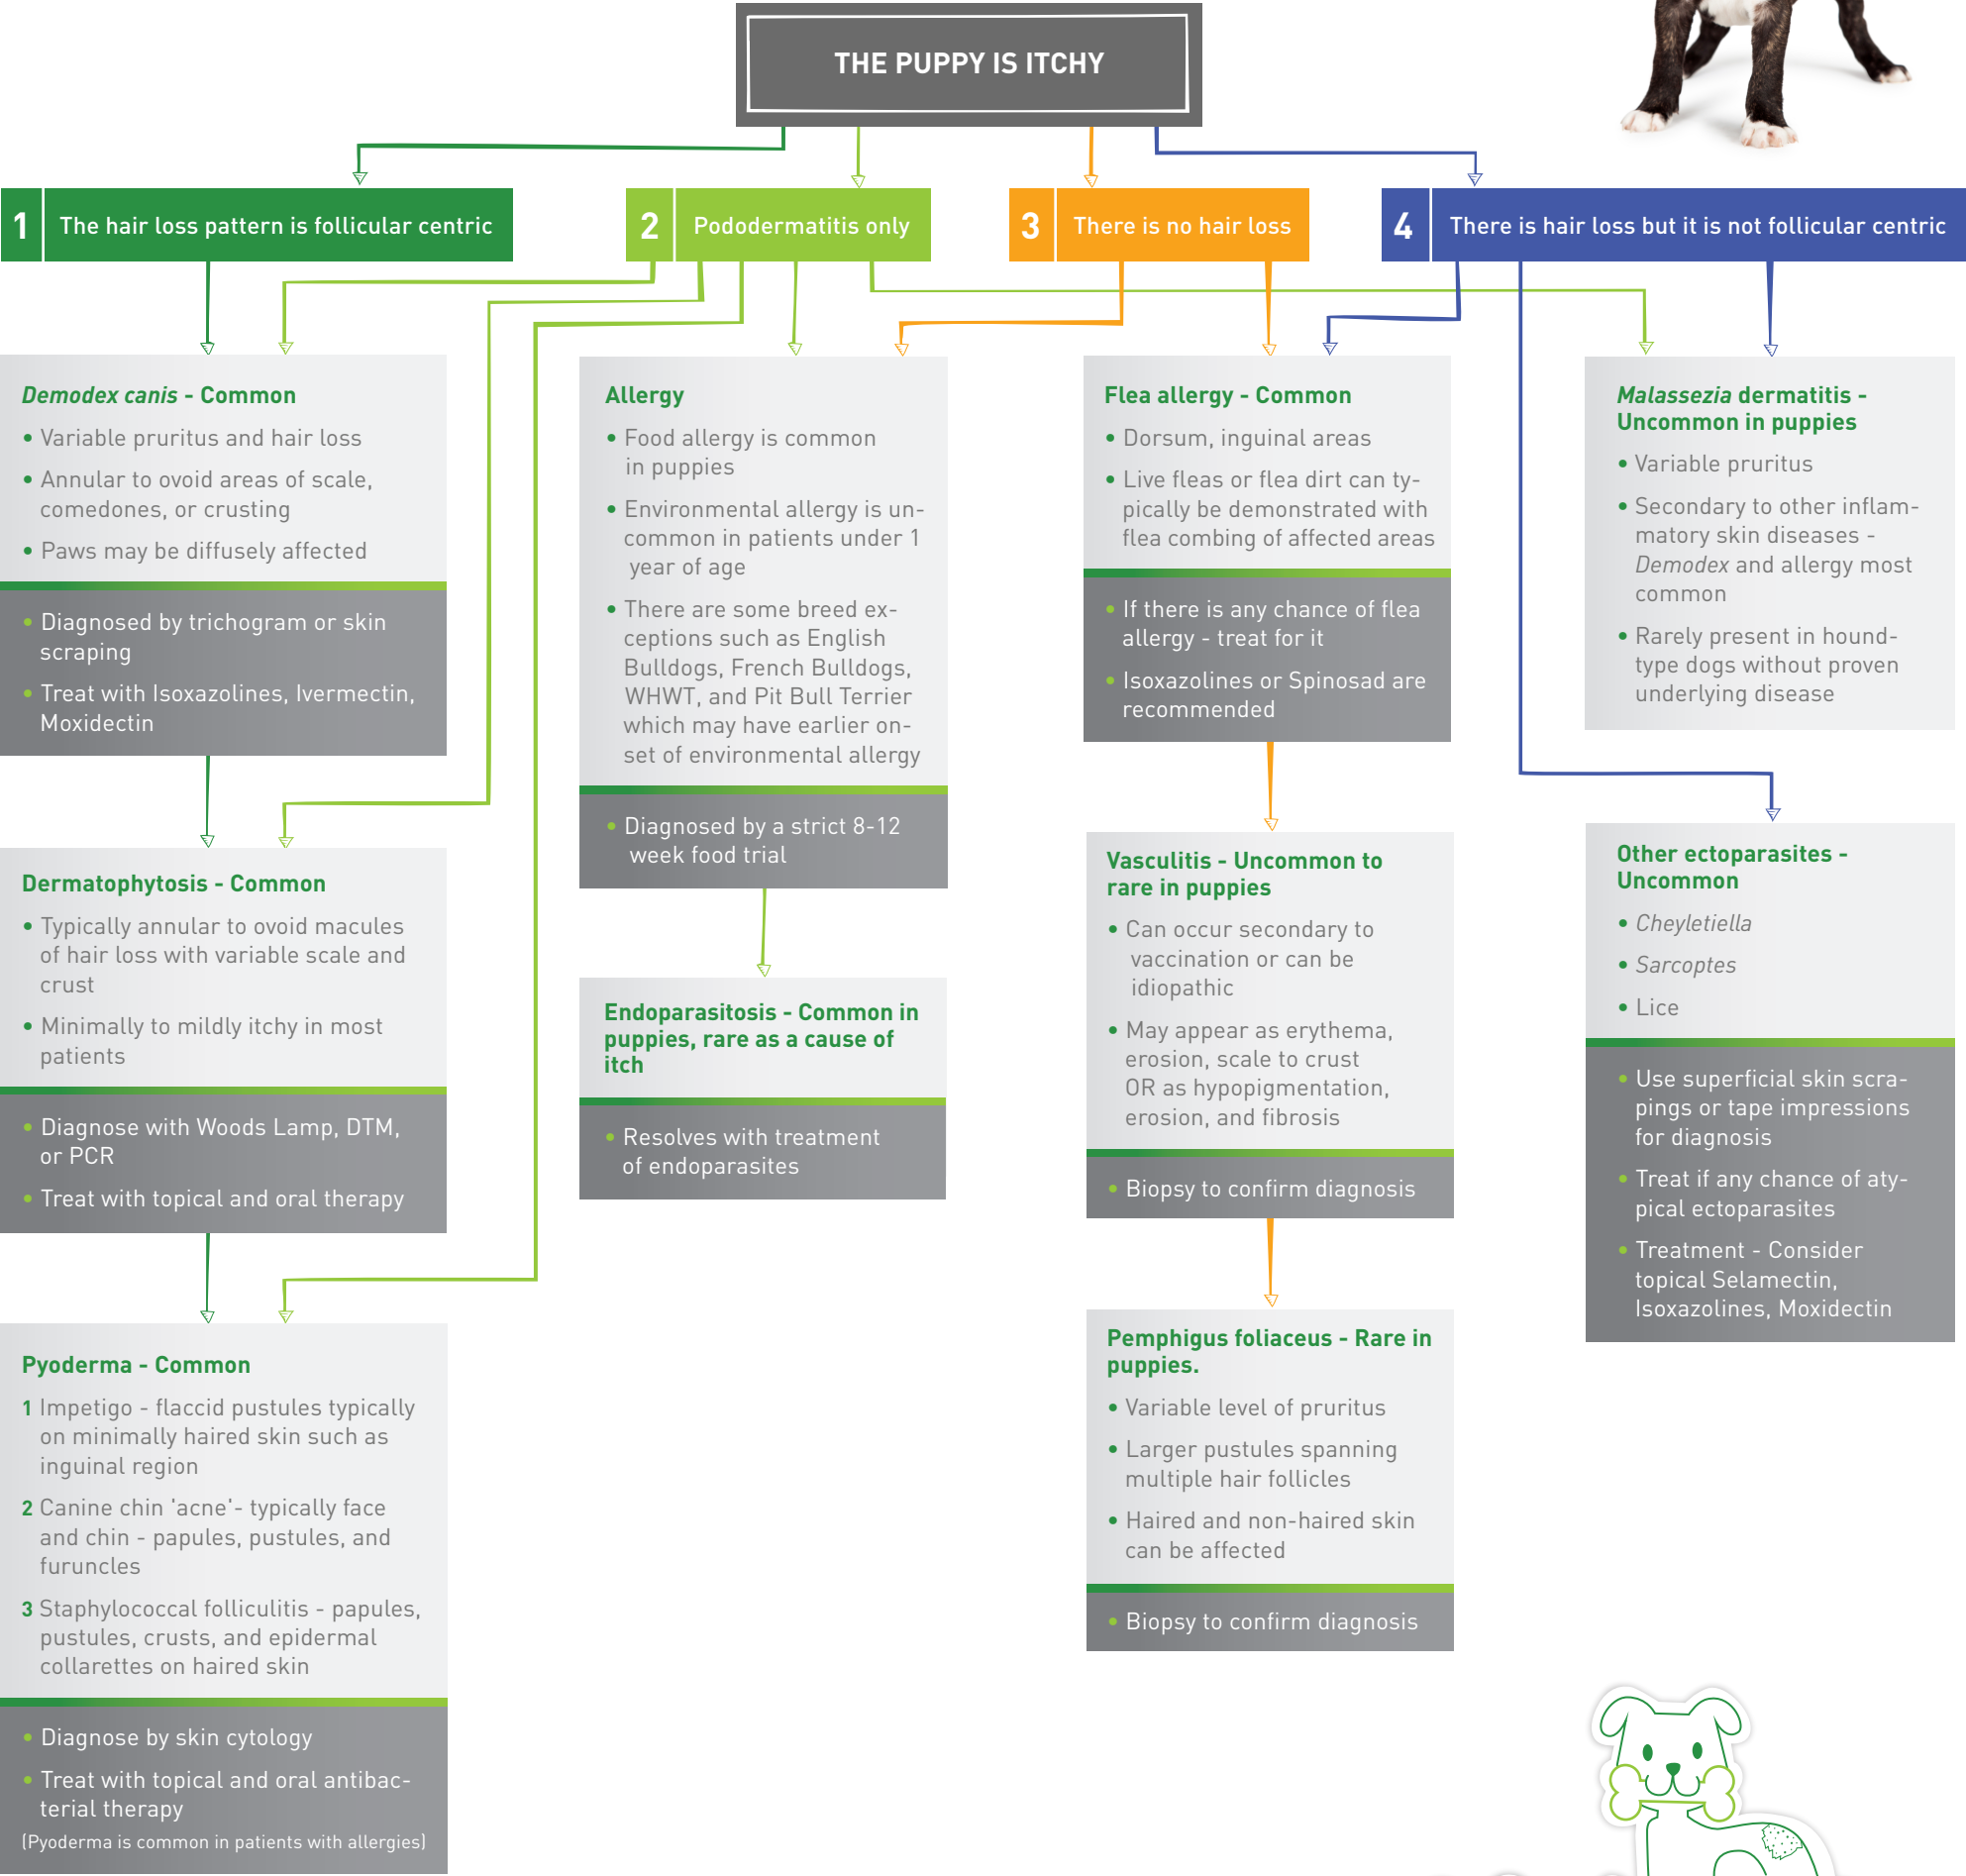 THE PUPPY IS ITCHY
1 The hair loss pattern is follicular centric
2 Pododermatitis only
3 There is no hair loss
4 There is hair loss but it is not follicular centric
Demodex canis - Common
• Variable pruritus and hair loss
• Annular to ovoid areas of scale,
comedones, or crusting
• Paws may be diffusely affected
• Diagnosed by trichogram or skin
scraping
• Treat with Isoxazolines, Ivermectin,
Moxidectin
Dermatophytosis - Common
• Typically annular to ovoid macules
of hair loss with variable scale and
crust
• Minimally to mildly itchy in most
patients
• Diagnose with Woods Lamp, DTM,
or PCR
• Treat with topical and oral therapy
Pyoderma - Common
1 Impetigo - flaccid pustules typically
on minimally haired skin such as
inguinal region
2 Canine chin 'acne'- typically face
and chin - papules, pustules, and
furuncles
3 Staphylococcal folliculitis - papules,
pustules, crusts, and epidermal
collarettes on haired skin
• Diagnose by skin cytology
• Treat with topical and oral antibac-
terial therapy
(Pyoderma is common in patients with allergies)
Allergy
• Food allergy is common
in puppies
• Environmental allergy is un-
common in patients under 1
year of age
• There are some breed ex-
ceptions such as English
Bulldogs, French Bulldogs,
WHWT, and Pit Bull Terrier
which may have earlier on-
set of environmental allergy
• Diagnosed by a strict 8-12
week food trial
Endoparasitosis - Common in
puppies, rare as a cause of
itch
• Resolves with treatment
of endoparasites
Flea allergy - Common
• Dorsum, inguinal areas
• Live fleas or flea dirt can ty-
pically be demonstrated with
flea combing of affected areas
• If there is any chance of flea
allergy - treat for it
• Isoxazolines or Spinosad are
recommended
Vasculitis - Uncommon to
rare in puppies
• Can occur secondary to
vaccination or can be
idiopathic
• May appear as erythema,
erosion, scale to crust
OR as hypopigmentation,
erosion, and fibrosis
• Biopsy to confirm diagnosis
Pemphigus foliaceus - Rare in
puppies.
• Variable level of pruritus
• Larger pustules spanning
multiple hair follicles
• Haired and non-haired skin
can be affected
• Biopsy to confirm diagnosis
Malassezia dermatitis -
Uncommon in puppies
• Variable pruritus
• Secondary to other inflam-
matory skin diseases -
Demodex and allergy most
common
• Rarely present in hound-
type dogs without proven
underlying disease
Other ectoparasites -
Uncommon
• Cheyletiella
• Sarcoptes
• Lice
• Use superficial skin scra-
pings or tape impressions
for diagnosis
• Treat if any chance of aty-
pical ectoparasites
• Treatment - Consider
topical Selamectin,
Isoxazolines, Moxidectin